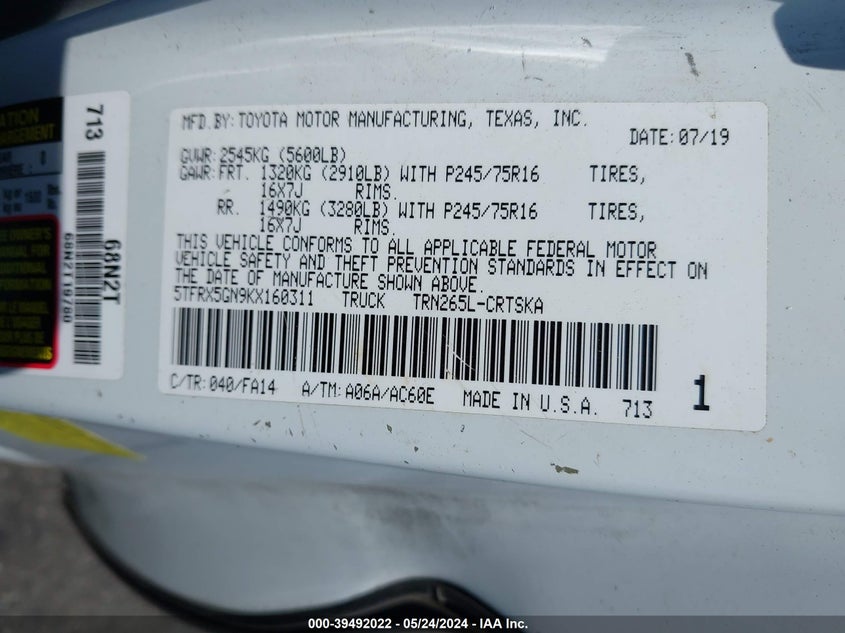 MFD.BY: TOYOTA MOTOR MANUFACTURING, TEXAS, INC.
DATE: 07/19
GVWR: 2545KG (5600LB)
GAWR: FRT. 1320KG (2910LB) WITH P245/75R16 TIRES,
16X7J RIMS.
RR. 1490KG (3280LB) WITH P245/75R16 TIRES,
16X7J RIMS.
THIS VEHICLE CONFORMS TO ALL APPLICABLE FEDERAL MOTOR
VEHICLE SAFETY AND THEFT PREVENTION STANDARDS IN EFFECT ON
THE DATE OF MANUFACTURE SHOWN ABOVE.
5TFRX5GN9KX160311 TRUCK TRN265L-CRTSKA
C/TR: 040/FA14 A/TM: A06A/AC60E MADE IN U.S.A. 713
1
713
68N2T
68N2T19780
000-39492022 - 05/24/2024 - IAA Inc.